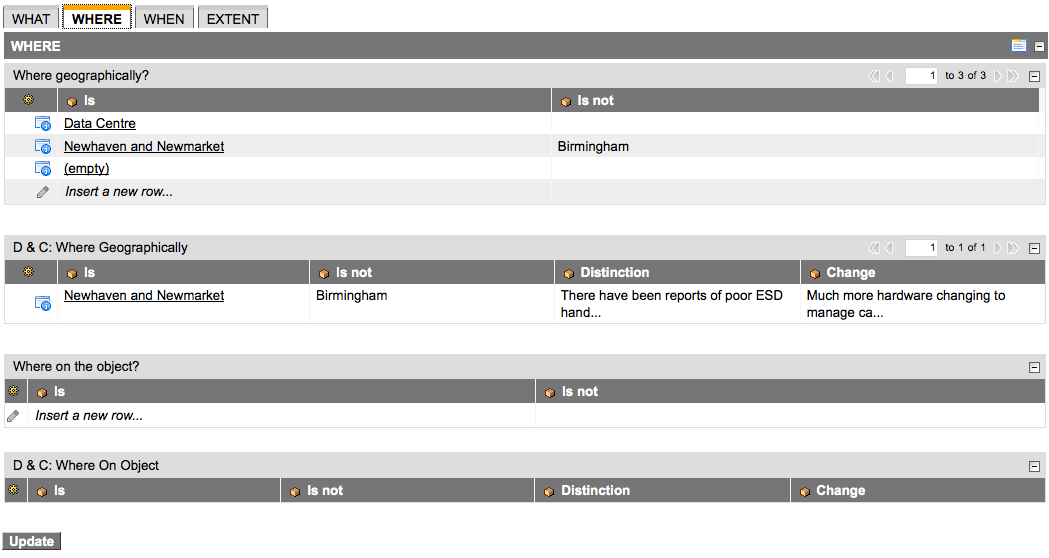 WHAT WHERE WHEN EXTENT
WHERE
Where geographically? 1 to 3 of 3
Is Is not
Data Centre
Newhaven and Newmarket Birmingham
(empty)
Insert a new row...
D & C: Where Geographically 1 to 1 of 1
Is Is not Distinction Change
Newhaven and Newmarket Birmingham There have been reports of poor ESD Much more hardware changing to
hand... manage ca...
Where on the object?
Is Is not
Insert a new row...
D & C: Where On Object
Is Is not Distinction Change
Update